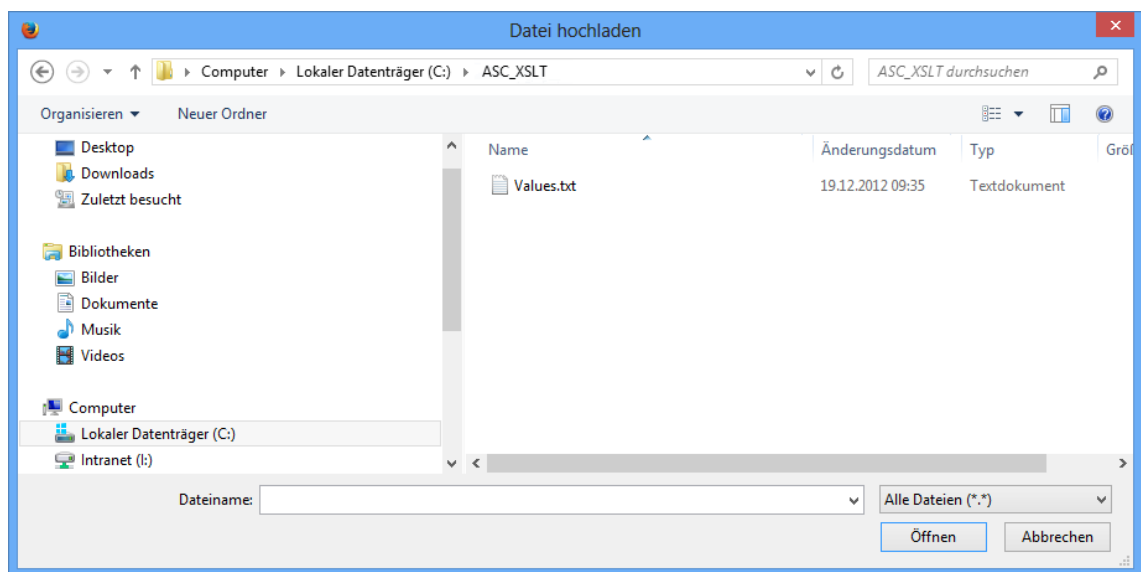 Datei hochladen
Computer Lokaler Datenträger (C:) ASC_XSLT ASC_XSLT durchsuchen
Organisieren Neuer Ordner
Name Änderungsdatum Typ Größ
Desktop
Downloads
Values.txt 19.12.2012 09:35 Textdokument
Zuletzt besucht
Bibliotheken
Bilder
Dokumente
Musik
Videos
Computer
Lokaler Datenträger (C:)
Intranet (I:)
Dateiname: Alle Dateien (*.*)
Öffnen Abbrechen